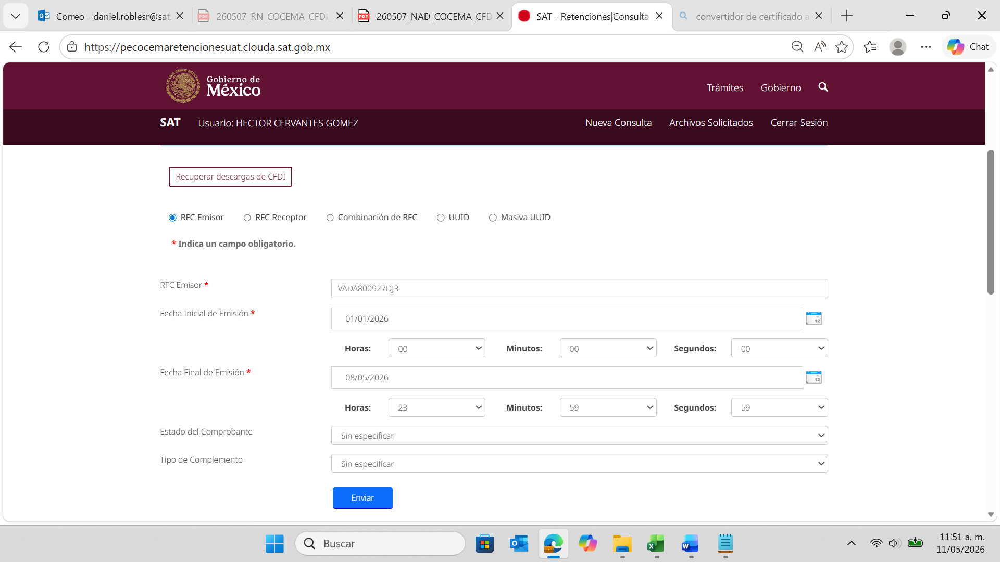 Correo - daniel.roblesr@sat.
260507_RN_COCEMA_CFDI_
260507_NAD_COCEMA_CFD
SAT - Retenciones|Consulta
convertidor de certificado a
https://pecocemaretencionesuat.clouda.sat.gob.mx
Chat
Gobierno de
México
Trámites
Gobierno
SAT
Usuario: HECTOR CERVANTES GOMEZ
Nueva Consulta
Archivos Solicitados
Cerrar Sesión
Recuperar descargas de CFDI
RFC Emisor
RFC Receptor
Combinación de RFC
UUID
Masiva UUID
* Indica un campo obligatorio.
RFC Emisor *
VADA800927DJ3
Fecha Inicial de Emisión *
01/01/2026
Horas: 00 Minutos: 00 Segundos: 00
Fecha Final de Emisión *
08/05/2026
Horas: 23 Minutos: 59 Segundos: 59
Estado del Comprobante
Sin especificar
Tipo de Complemento
Sin especificar
Enviar
Buscar
11:51 a. m.
11/05/2026